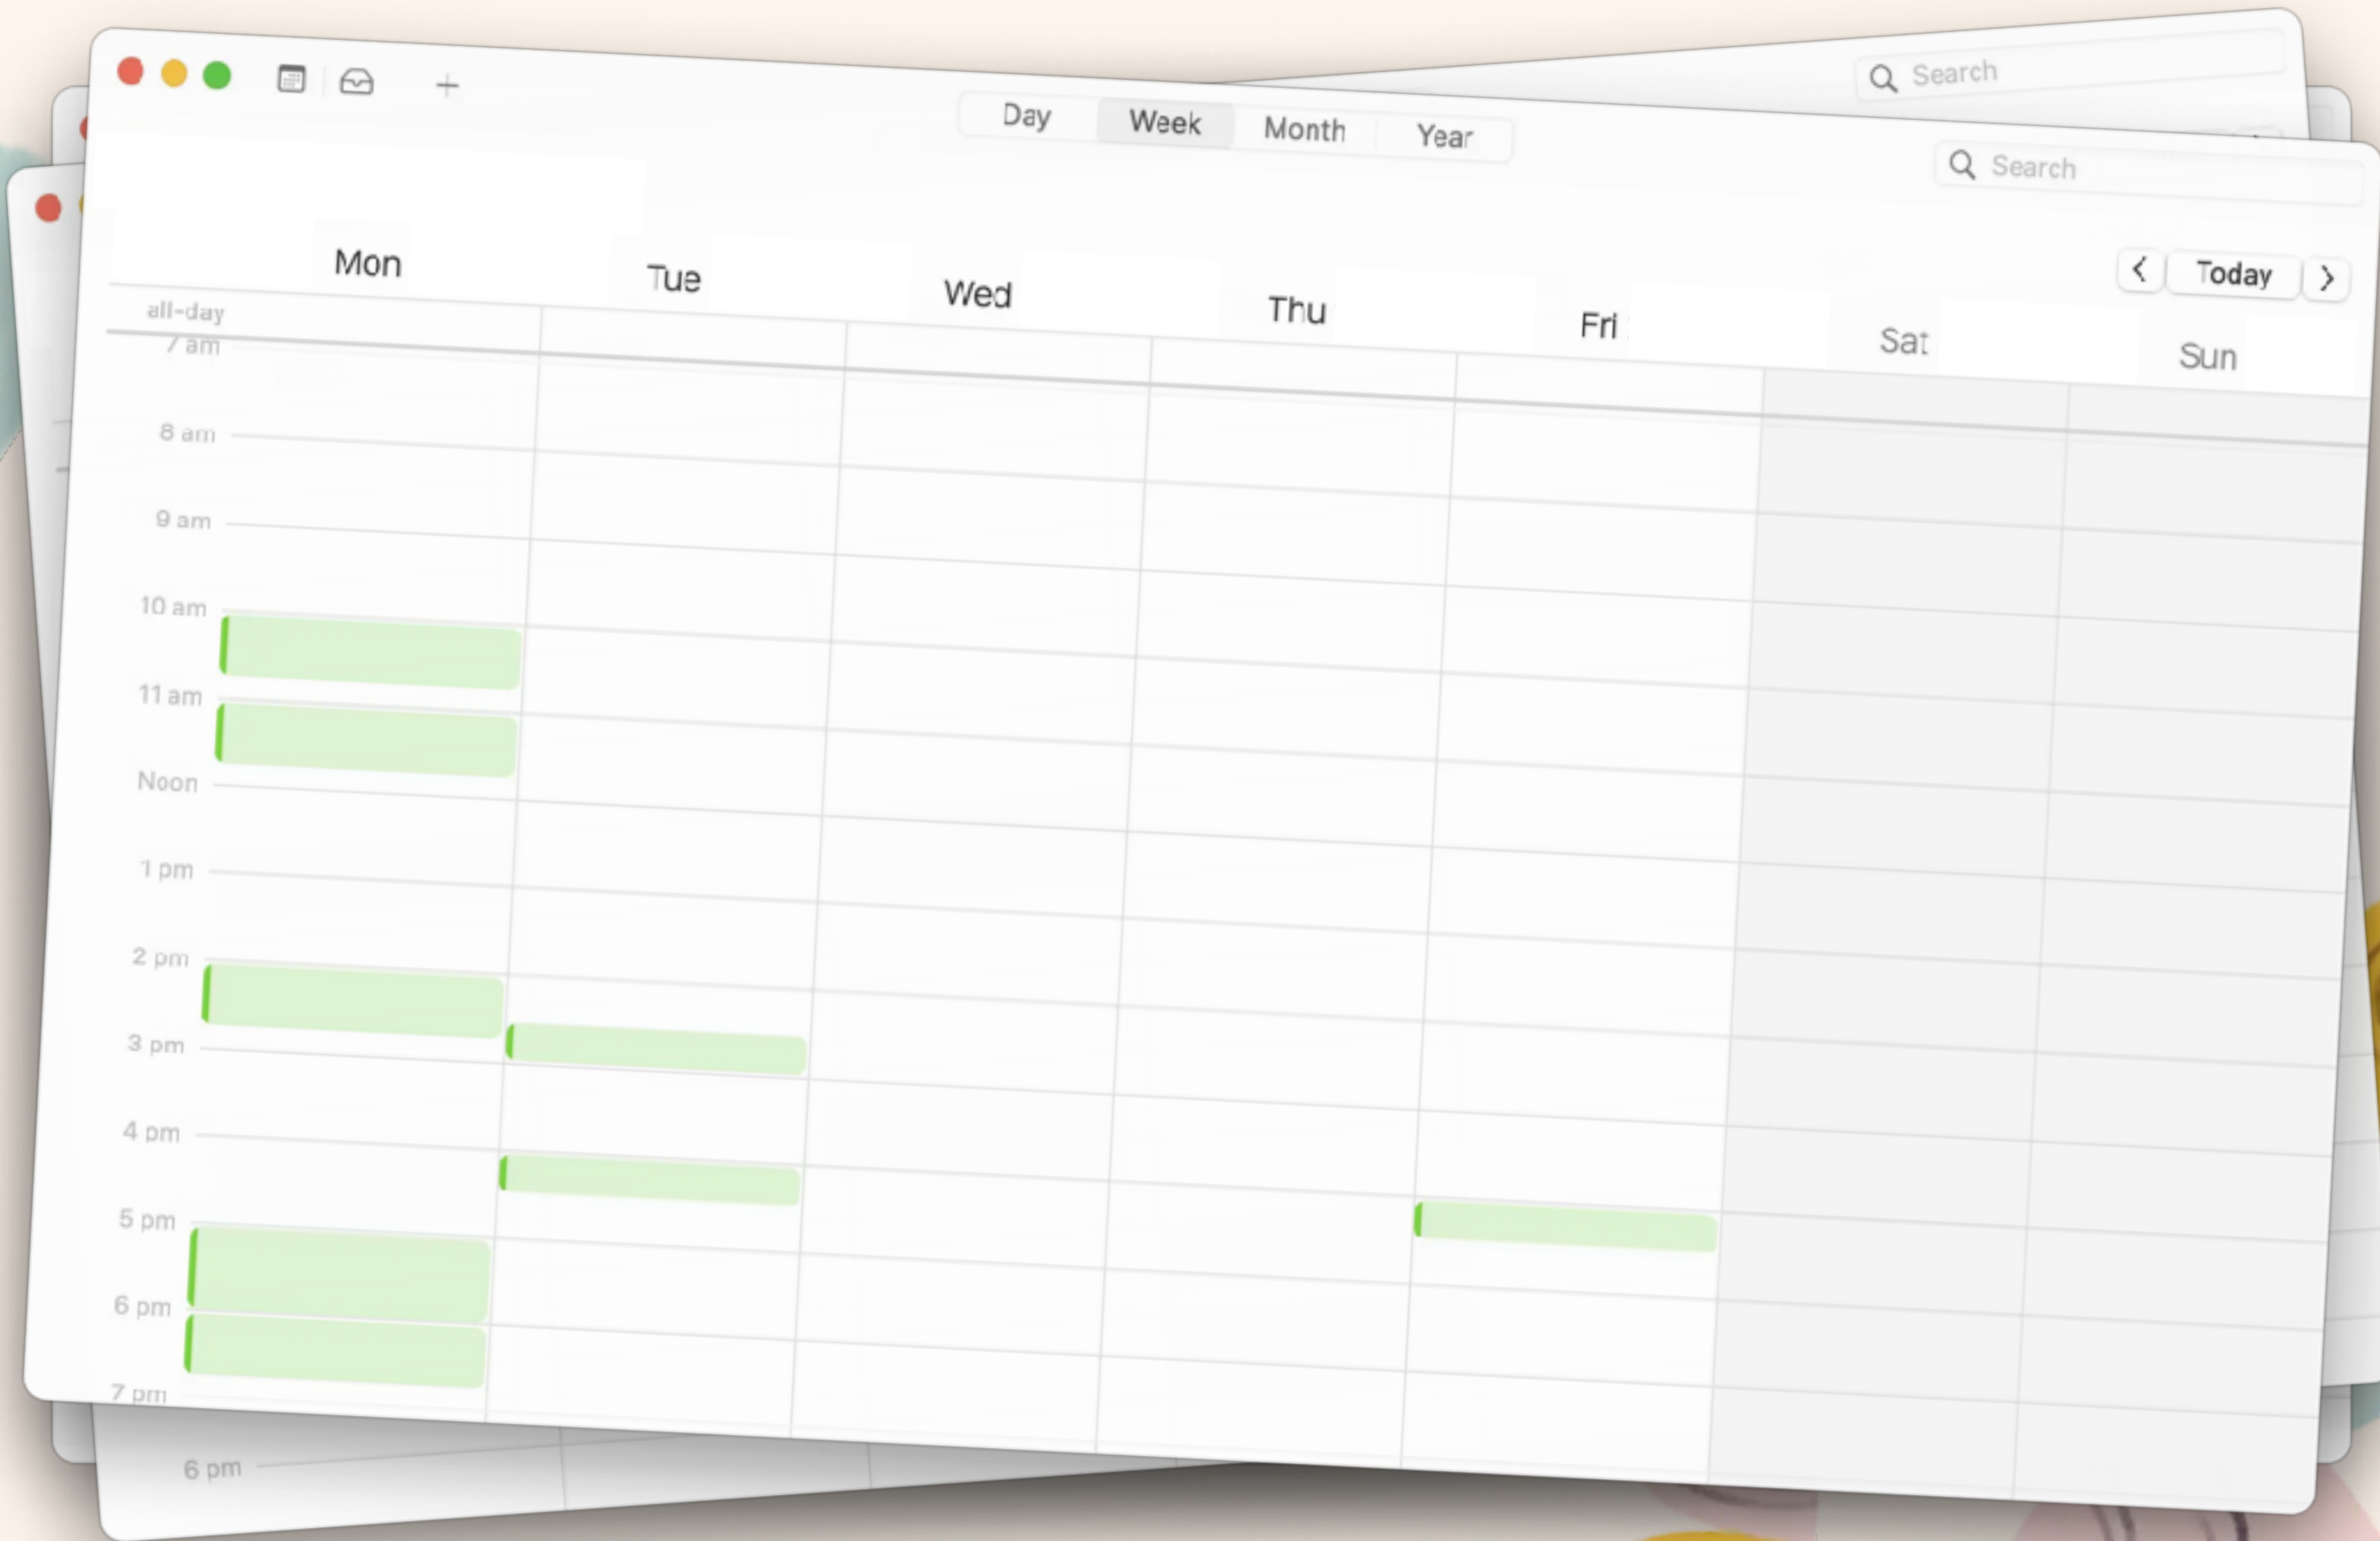 Search
Day Week Month Year
Search
Today
Mon Tue Wed Thu Fri Sat Sun
all-day
7 am
8 am
9 am
10 am
11 am
Noon
1 pm
2 pm
3 pm
4 pm
5 pm
6 pm
7 pm
6 pm